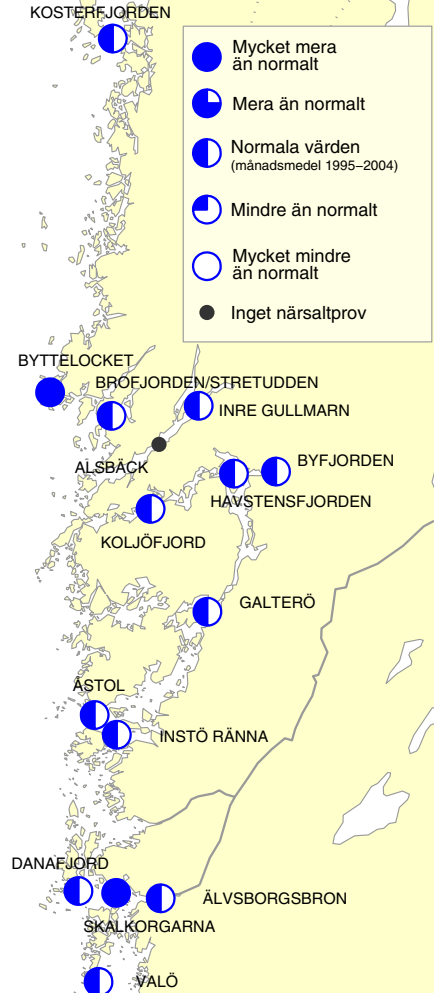 KOSTERFJORDEN
Mycket mera
än normalt
Mera än normalt
Normala värden
(månadsmedel 1995−2004)
Mindre än normalt
Mycket mindre
än normalt
Inget närsaltprov
BYTTELOCKET
BROFJORDEN/STRETUDDEN
INRE GULLMARN
ALSBÄCK
BYFJORDEN
HAVSTENSFJORDEN
KOLJÖFJORD
GALTERÖ
ÅSTOL
INSTÖ RÄNNA
DANAFJORD
ÄLVSBORGSBRON
SKALKORGARNA
VALÖ